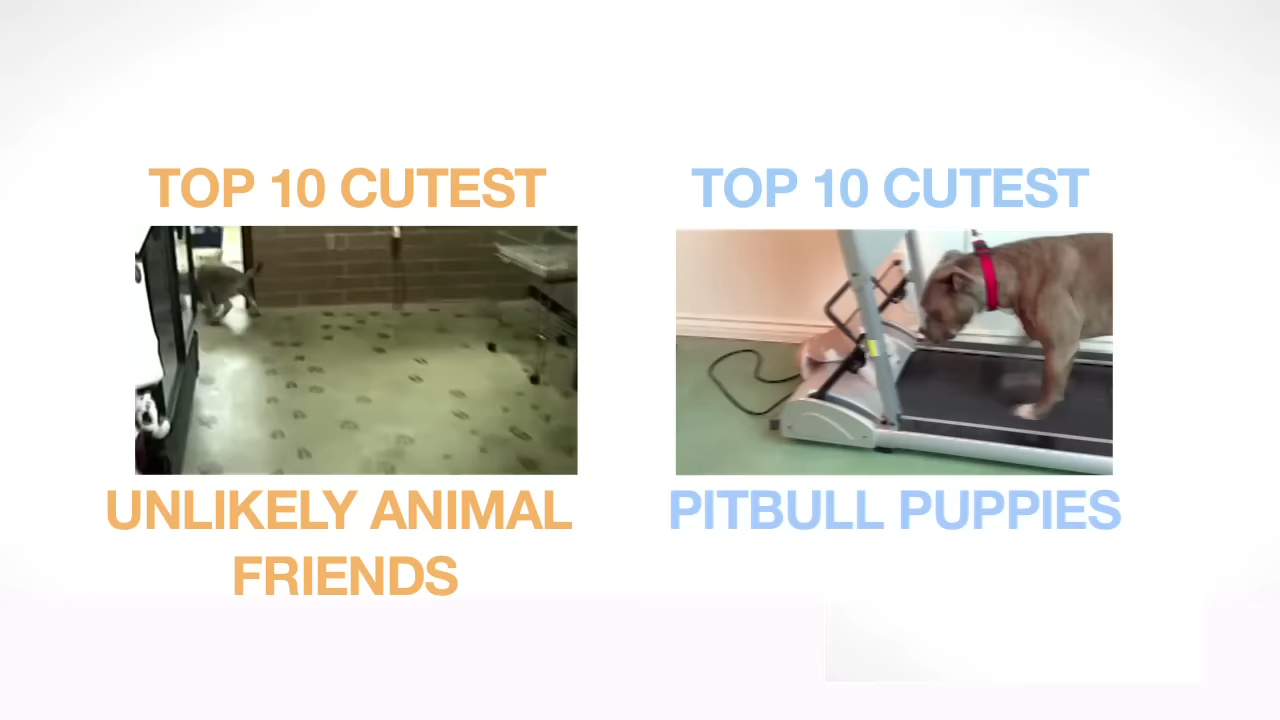 TOP 10 CUTEST
UNLIKELY ANIMAL
FRIENDS
TOP 10 CUTEST
PITBULL PUPPIES